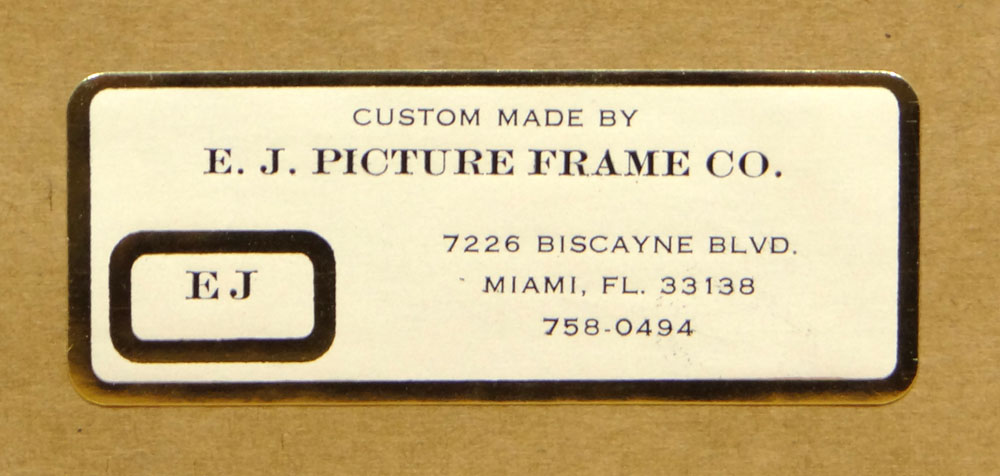 CUSTOM MADE BY
E. J. PICTURE FRAME CO.
7226 BISCAYNE BLVD.
EJ
MIAMI, FL. 33138
758-0494